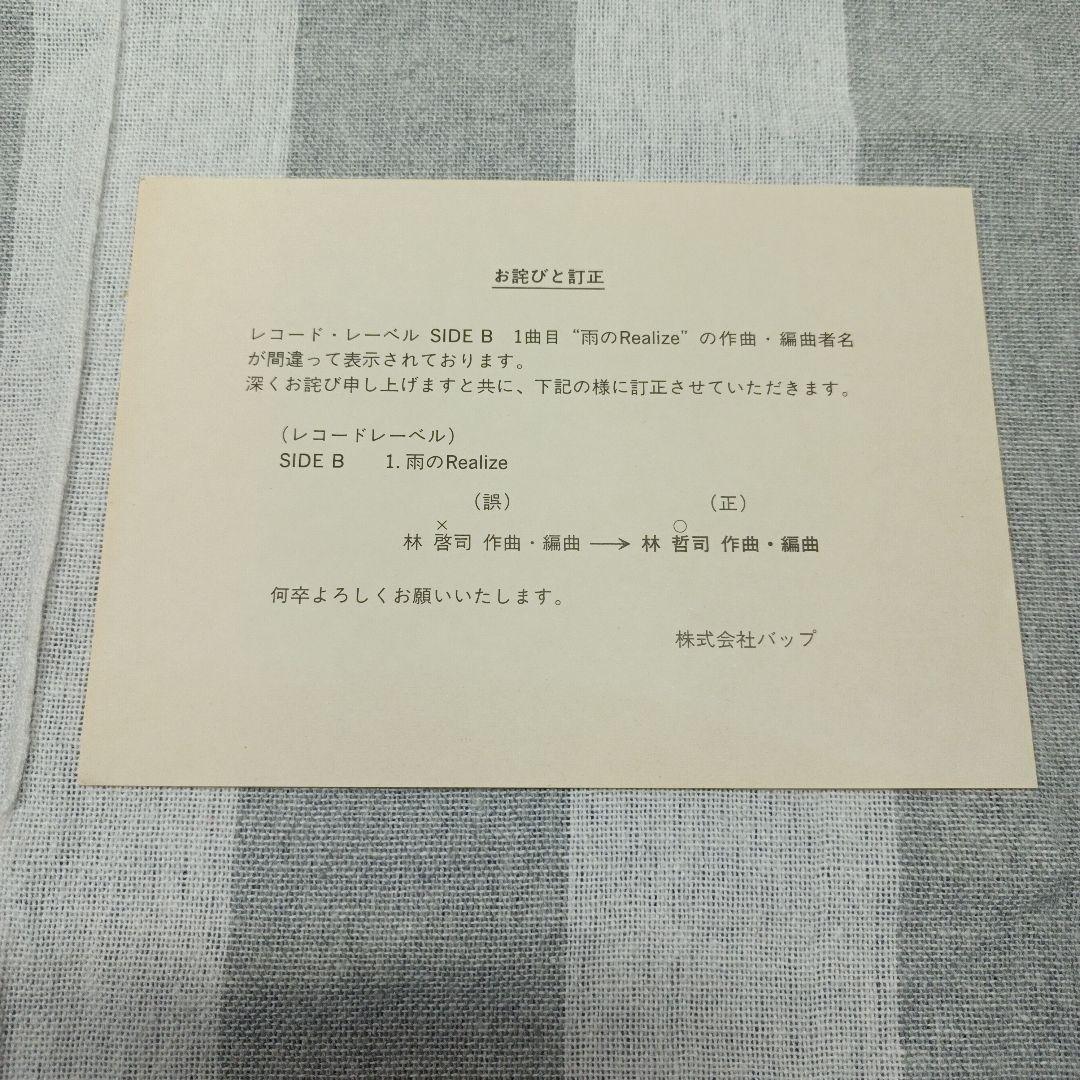 お詫びと訂正
レコード・レーベル SIDE B 1曲目 “雨のRealize” の作曲・編曲者名
が間違って表示されております。
深くお詫び申し上げますと共に、下記の様に訂正させていただきます。
(レコードレーベル)
SIDE B 1. 雨のRealize
(誤) (正)
× ○
林 啓司 作曲・編曲 → 林 哲司 作曲・編曲
何卒よろしくお願いいたします。
株式会社バップ